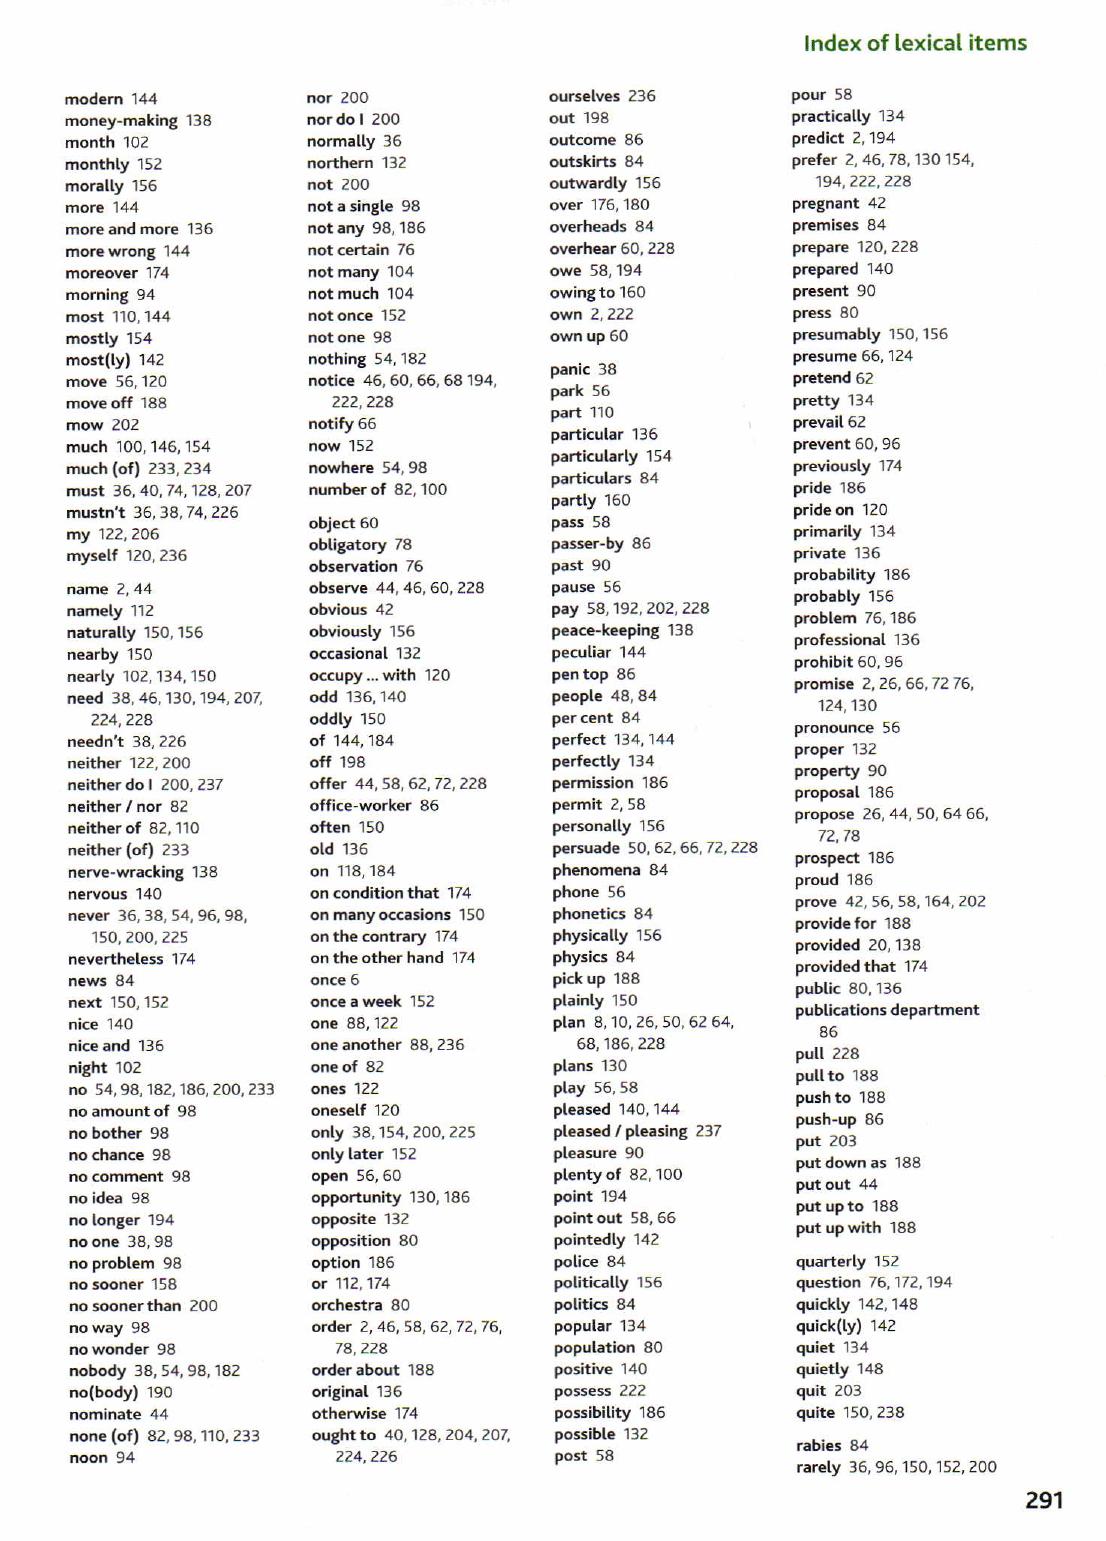 Index of lexical items
modern 144
money-making 138
month 102
monthly 152
morally 156
more 144
more and more 136
more wrong 144
moreover 174
morning 94
most 110, 144
mostly 154
most(ly) 142
move 56, 120
move off 188
mow 202
much 100, 146, 154
much (of) 233, 234
must 36, 40, 74, 128, 207
mustn't 36, 38, 74, 226
my 122, 206
myself 120, 236
name 2, 44
namely 112
naturally 150, 156
nearby 150
nearly 102, 134, 150
need 38, 46, 130, 194, 207,
224, 228
needn't 38, 226
neither 122, 200
neither do I 200, 237
neither / nor 82
neither of 82, 110
neither (of) 233
nerve-wracking 138
nervous 140
never 36, 38, 54, 96, 98,
150, 200, 225
nevertheless 174
news 84
next 150, 152
nice 140
nice and 136
night 102
no 54, 98, 182, 186, 200, 233
no amount of 98
no bother 98
no chance 98
no comment 98
no idea 98
no longer 194
no one 38, 98
no problem 98
no sooner 158
no sooner than 200
no way 98
no wonder 98
nobody 38, 54, 98, 182
no(body) 190
nominate 44
none (of) 82, 98, 110, 233
noon 94
nor 200
nor do I 200
normally 36
northern 132
not 200
not a single 98
not any 98, 186
not certain 76
not many 104
not much 104
not once 152
not one 98
nothing 54, 182
notice 46, 60, 66, 68 194,
222, 228
notify 66
now 152
nowhere 54, 98
number of 82, 100
object 60
obligatory 78
observation 76
observe 44, 46, 60, 228
obvious 42
obviously 156
occasional 132
occupy ... with 120
odd 136, 140
oddly 150
of 144, 184
off 198
offer 44, 58, 62, 72, 228
office-worker 86
often 150
old 136
on 118, 184
on condition that 174
on many occasions 150
on the contrary 174
on the other hand 174
once 6
once a week 152
one 88, 122
one another 88, 236
one of 82
ones 122
oneself 120
only 38, 154, 200, 225
only later 152
open 56, 60
opportunity 130, 186
opposite 132
opposition 80
option 186
or 112, 174
orchestra 80
order 2, 46, 58, 62, 72, 76,
78, 228
order about 188
original 136
otherwise 174
ought to 40, 128, 204, 207,
224, 226
ourselves 236
out 198
outcome 86
outskirts 84
outwardly 156
over 176, 180
overheads 84
overhear 60, 228
owe 58, 194
owing to 160
own 2, 222
own up 60
panic 38
park 56
part 110
particular 136
particularly 154
particulars 84
partly 160
pass 58
passer-by 86
past 90
pause 56
pay 58, 192, 202, 228
peace-keeping 138
peculiar 144
pen top 86
people 48, 84
per cent 84
perfect 134, 144
perfectly 134
permission 186
permit 2, 58
personally 156
persuade 50, 62, 66, 72, 228
phenomena 84
phone 56
phonetics 84
physically 156
physics 84
pick up 188
plainly 150
plan 8, 10, 26, 50, 62 64,
68, 186, 228
plans 130
play 56, 58
pleased 140, 144
pleased / pleasing 237
pleasure 90
plenty of 82, 100
point 194
point out 58, 66
pointedly 142
police 84
politically 156
politics 84
popular 134
population 80
positive 140
possess 222
possibility 186
possible 132
post 58
pour 58
practically 134
predict 2, 194
prefer 2, 46, 78, 130 154,
194, 222, 228
pregnant 42
premises 84
prepare 120, 228
prepared 140
present 90
press 80
presumably 150, 156
presume 66, 124
pretend 62
pretty 134
prevail 62
prevent 60, 96
previously 174
pride 186
pride on 120
primarily 134
private 136
probability 186
probably 156
problem 76, 186
professional 136
prohibit 60, 96
promise 2, 26, 66, 72 76,
124, 130
pronounce 56
proper 132
property 90
proposal 186
propose 26, 44, 50, 64 66,
72, 78
prospect 186
proud 186
prove 42, 56, 58, 164, 202
provide for 188
provided 20, 138
provided that 174
public 80, 136
publications department
86
pull 228
pull to 188
push to 188
push-up 86
put 203
put down as 188
put out 44
put up to 188
put up with 188
quarterly 152
question 76, 172, 194
quickly 142, 148
quick(ly) 142
quiet 134
quietly 148
quit 203
quite 150, 238
rabies 84
rarely 36, 96, 150, 152, 200
291